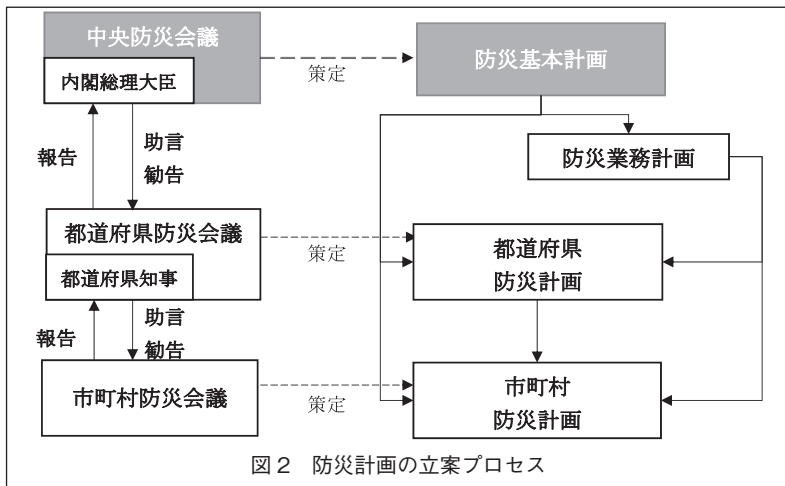 中央防災会議
内閣総理大臣
策定
防災基本計画
報告
助言
勧告
防災業務計画
都道府県防災会議
都道府県知事
策定
都道府県
防災計画
報告
助言
勧告
市町村防災会議
策定
市町村
防災計画
図2 防災計画の立案プロセス